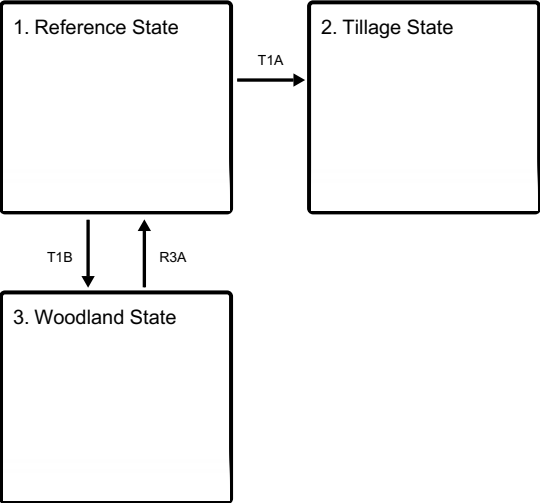 1. Reference State
2. Tillage State
T1A
T1B
R3A
3. Woodland State